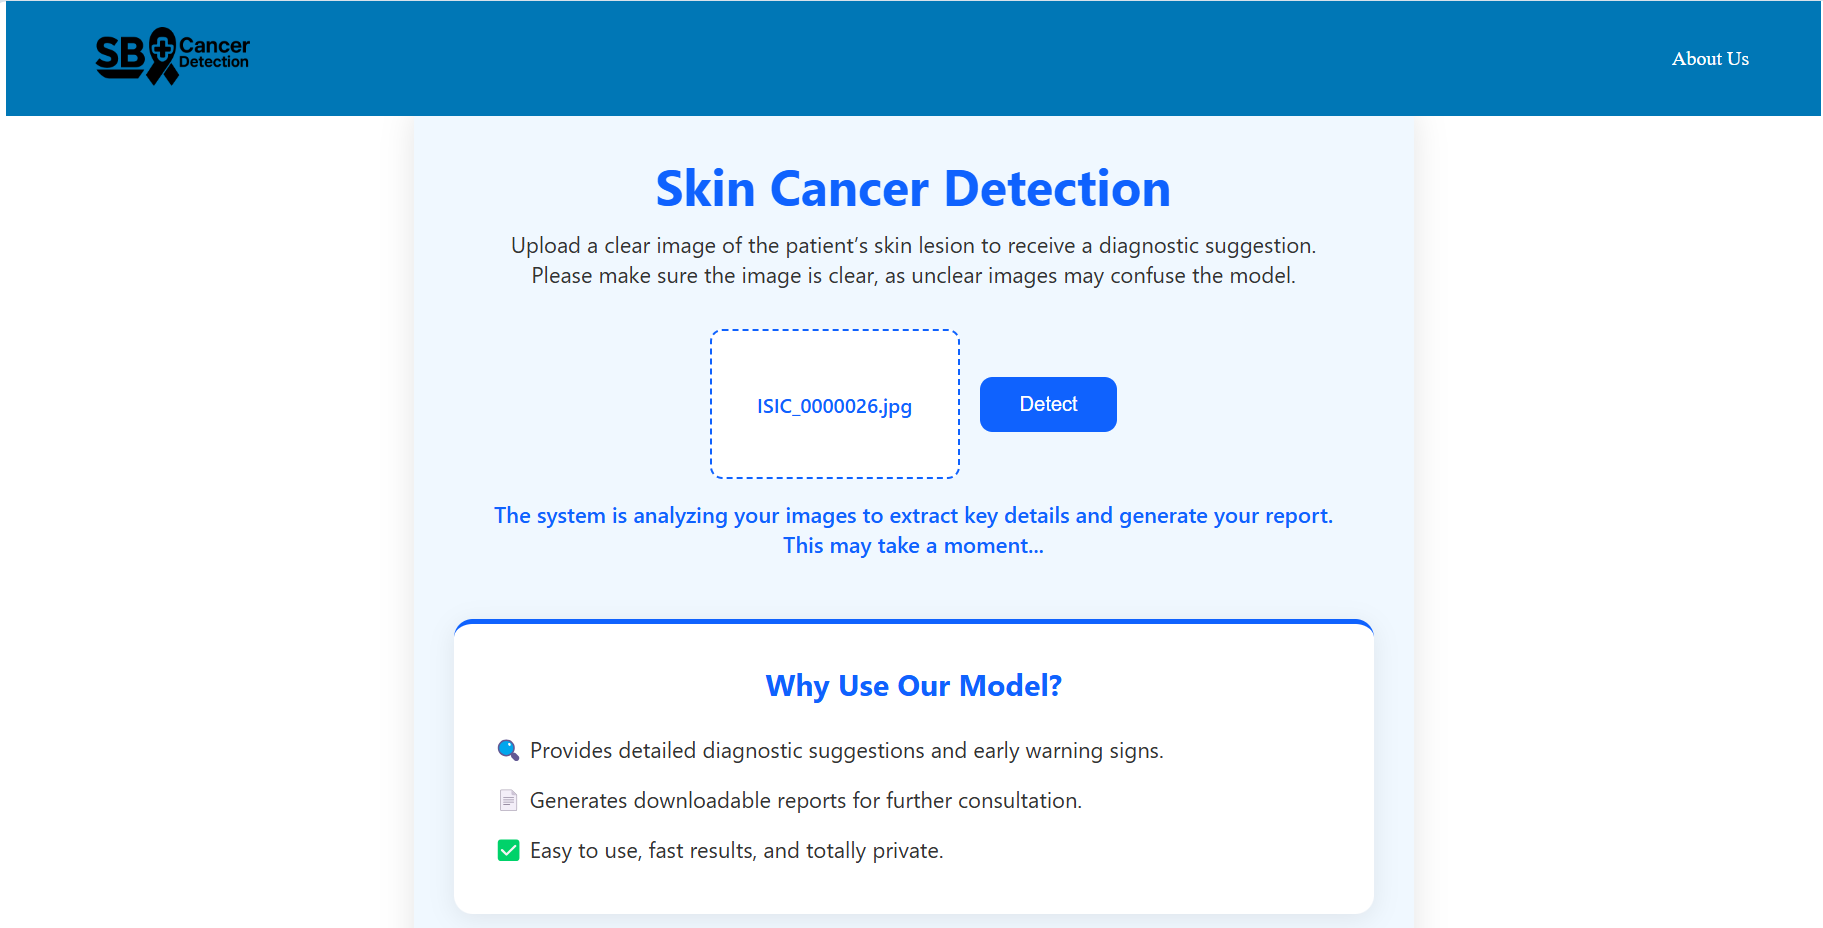 SB Cancer
Detection
About Us
Skin Cancer Detection
Upload a clear image of the patient’s skin lesion to receive a diagnostic suggestion.
Please make sure the image is clear, as unclear images may confuse the model.
ISIC_0000026.jpg
Detect
The system is analyzing your images to extract key details and generate your report.
This may take a moment...
Why Use Our Model?
Provides detailed diagnostic suggestions and early warning signs.
Generates downloadable reports for further consultation.
Easy to use, fast results, and totally private.